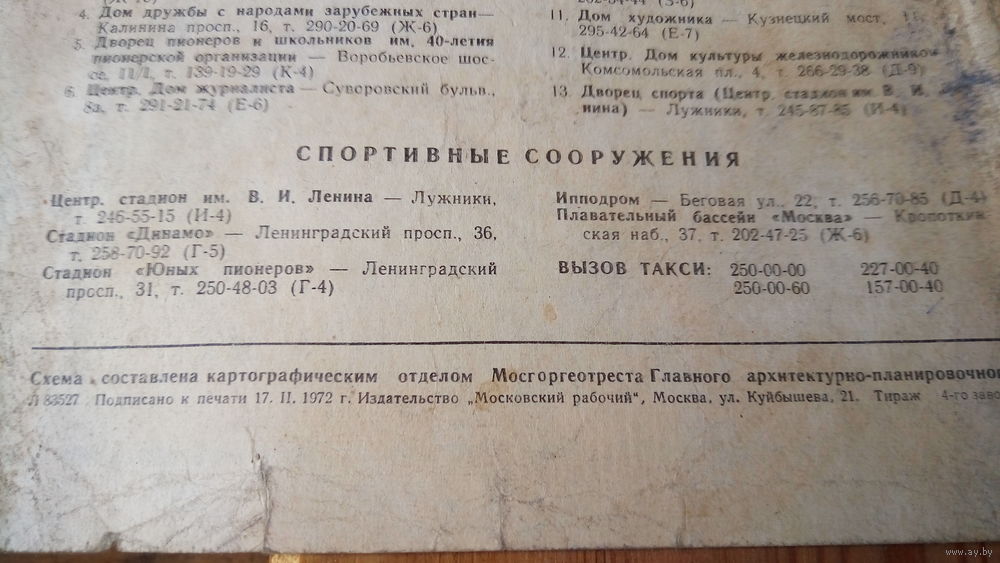 4. Дом дружбы с народами зарубежных стран—
Калинина просп., 16, т. 290-20-69 (Ж-6)
5. Дворец пионеров и школьников им. 40-летия
пионерской организации — Воробьевское шос-
се, 11/1, т. 139-19-29 (К-4)
6. Центр. Дом журналиста — Суворовский бульв.,
8а, т. 291-21-74 (Е-6)
11. Дом художника — Кузнецкий мост, 11,
295-42-64 (Е-7)
12. Центр. Дом культуры железнодорожников
Комсомольская пл., 4, т. 266-29-38 (Д-9)
13. Дворец спорта (Центр. стадион им. В. И.
нина) — Лужники, т. 245-87-85 (И-4)
СПОРТИВНЫЕ СООРУЖЕНИЯ
Центр. стадион им. В. И. Ленина — Лужники,
т. 246-55-15 (И-4)
Стадион «Динамо» — Ленинградский просп., 36,
т. 258-70-92 (Г-5)
Стадион «Юных пионеров» — Ленинградский
просп., 31, т. 250-48-03 (Г-4)
Ипподром — Беговая ул., 22, т. 256-70-85 (Д-4)
Плавательный бассейн «Москва» — Кропоткин
ская наб., 37, т. 202-47-25 (Ж-6)
ВЫЗОВ ТАКСИ: 250-00-00 227-00-40
250-00-60 157-00-40
Схема составлена картографическим отделом Мосгоргеотреста Главного архитектурно-планировочно
Л 83527 Подписано к печати 17. II. 1972 г. Издательство „Московский рабочий“, Москва, ул. Куйбышева, 21. Тираж 4-го заво
www.ay.by